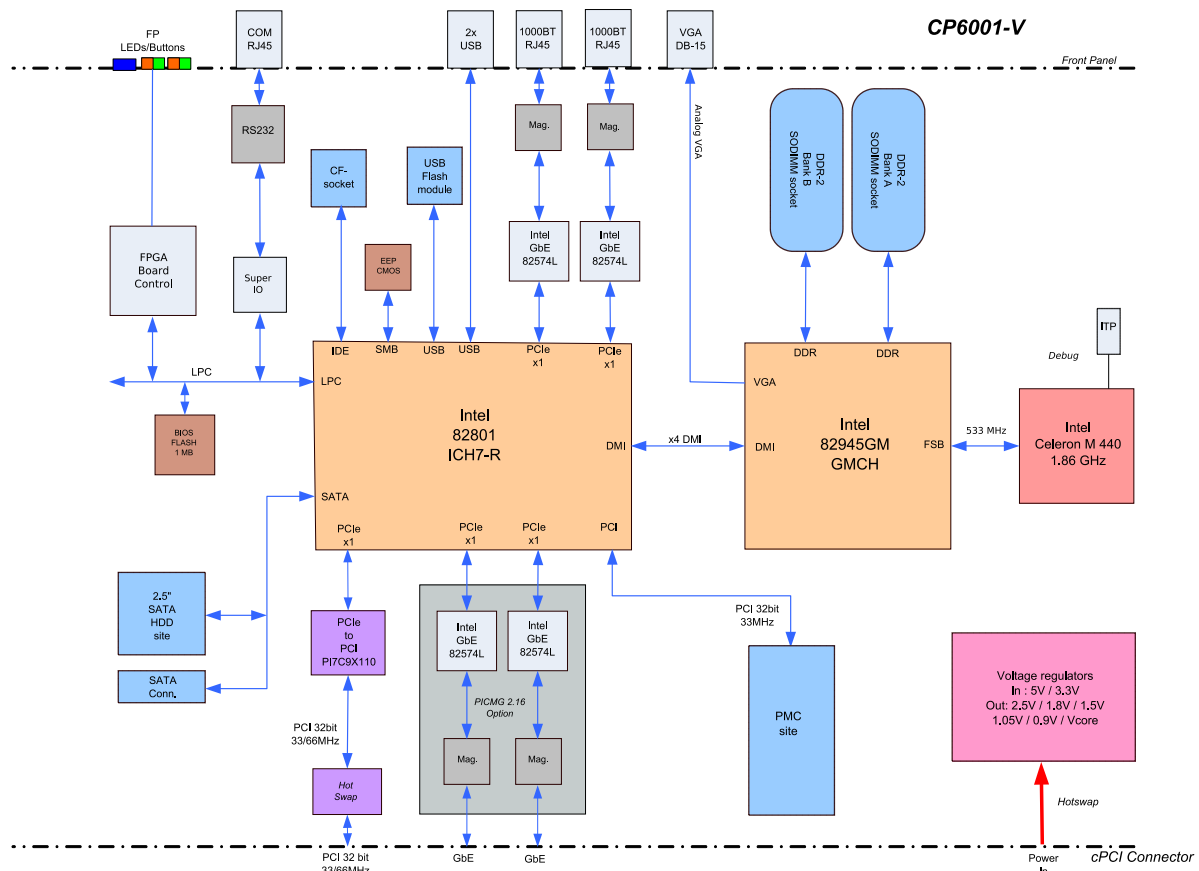 CP6001-V
FP
LEDs/Buttons
COM
RJ45
2x
USB
1000BT
RJ45
1000BT
RJ45
VGA
DB-15
Front Panel
RS232
Mag.
Mag.
Analog VGA
DDR-2
Bank B
SODIMM socket
DDR-2
Bank A
SODIMM socket
CF-
socket
USB
Flash
module
FPGA
Board
Control
Super
IO
EEP
CMOS
Intel
GbE
82574L
Intel
GbE
82574L
ITP
Debug
LPC
IDE
SMB
USB
USB
PCIe
x1
PCIe
x1
DDR
DDR
LPC
VGA
BIOS
FLASH
1 MB
Intel
82801
ICH7-R
DMI
x4 DMI
DMI
Intel
82945GM
GMCH
FSB
533 MHz
Intel
Celeron M 440
1.86 GHz
SATA
PCIe
x1
PCIe
x1
PCIe
x1
PCI
2.5"
SATA
HDD
site
SATA
Conn.
PCIe
to
PCI
PI7C9X110
Intel
GbE
82574L
Intel
GbE
82574L
PCI 32bit
33MHz
PICMG 2.16
Option
PCI 32bit
33/66MHz
Mag.
Mag.
Hot
Swap
PMC
site
Voltage regulators
In : 5V / 3.3V
Out: 2.5V / 1.8V / 1.5V
1.05V / 0.9V / Vcore
Hotswap
PCI 32 bit
33/66MHz
GbE
GbE
Power
In
cPCI Connector